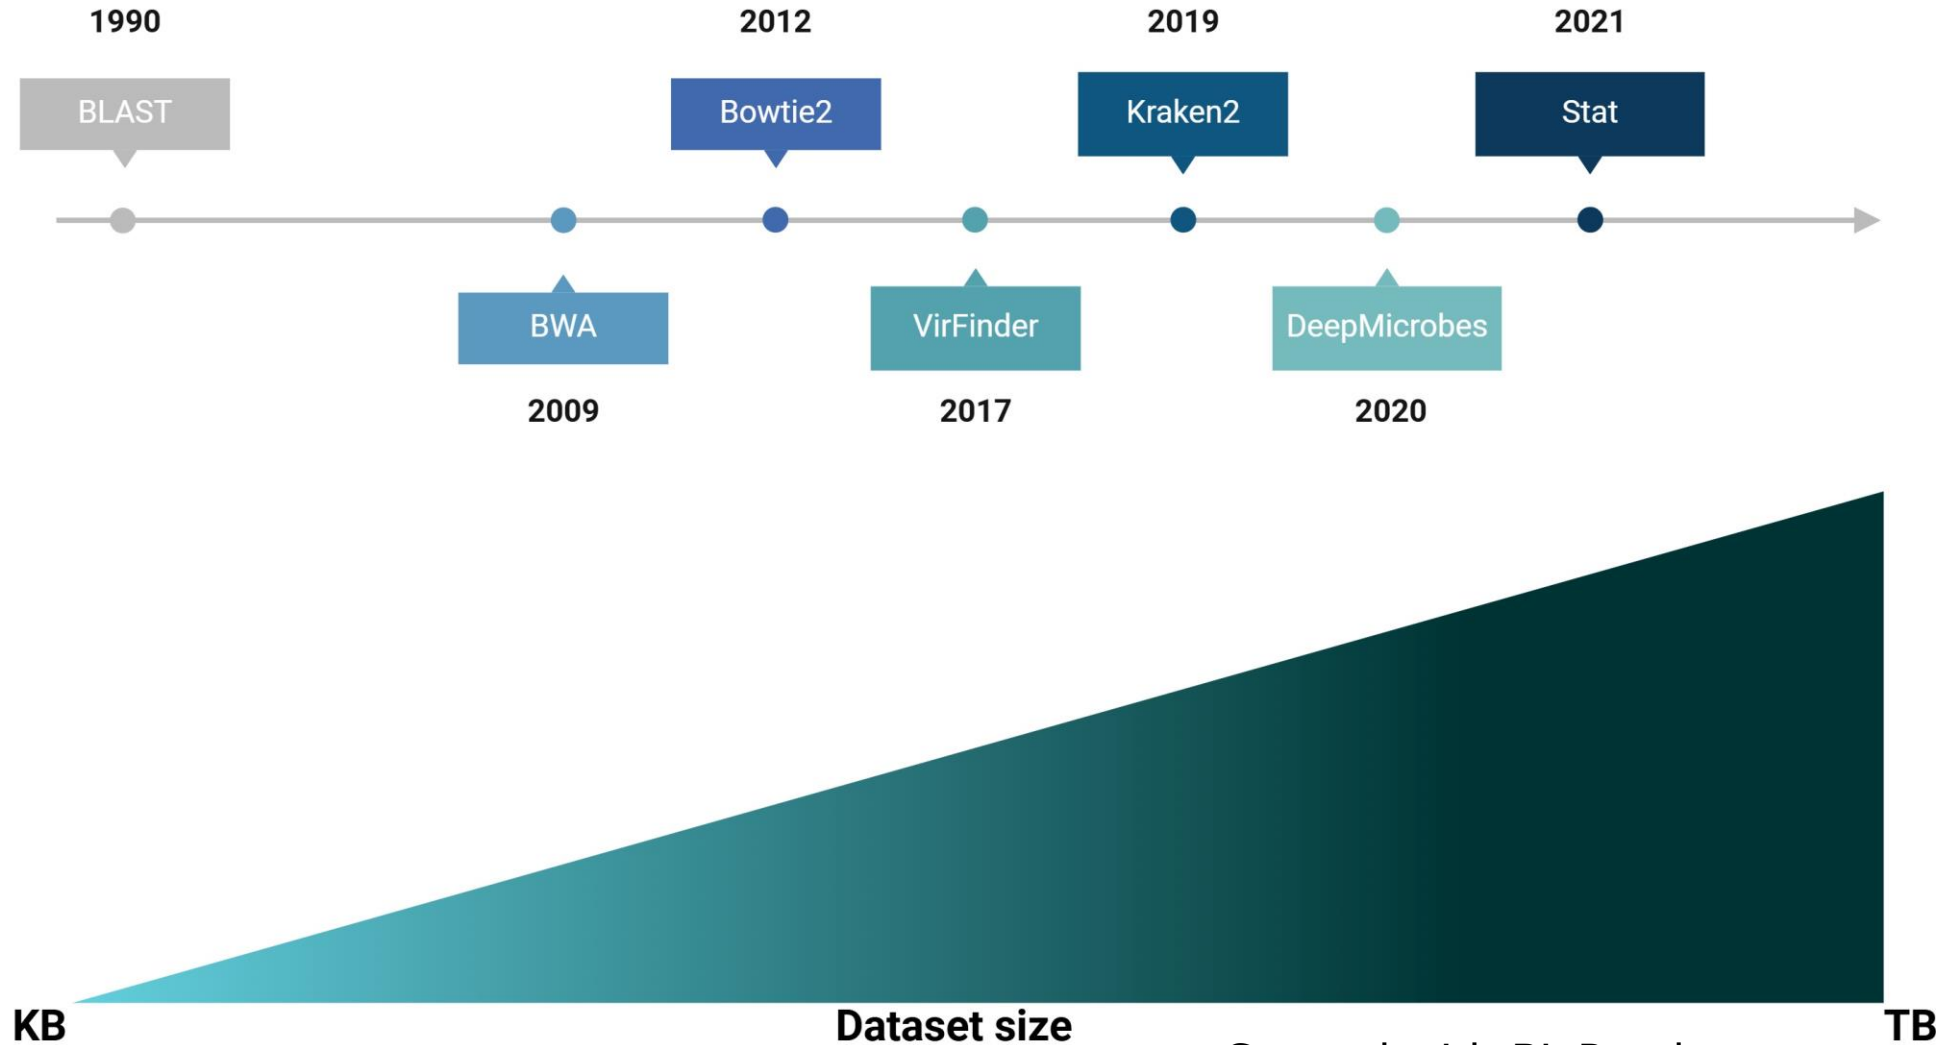 1990 2012 2019 2021
BLAST Bowtie2 Kraken2 Stat
BWA VirFinder DeepMicrobes
2009 2017 2020
KB Dataset size TB